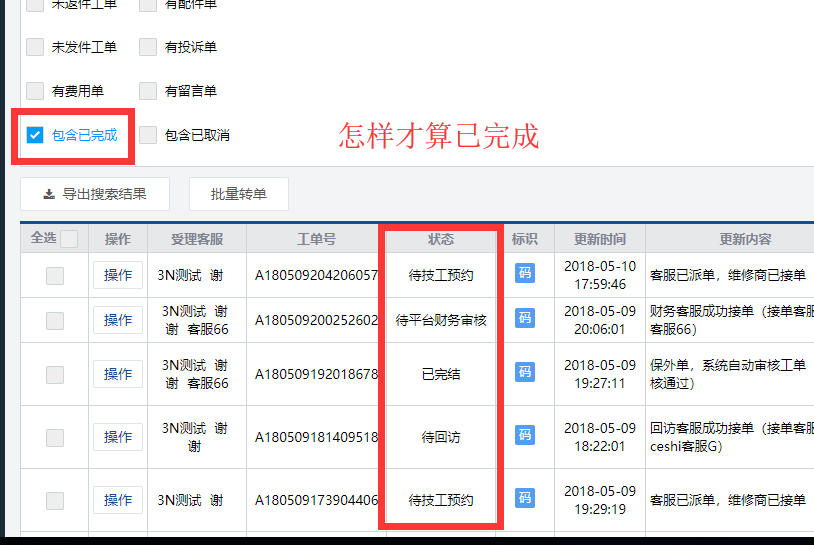 未返件工单 有配件单
未发件工单 有投诉单
有费用单 有留言单
包含已完成 包含已取消
怎样才算已完成
导出搜索结果 批量转单
全选 操作 受理客服 工单号 状态 标识 更新时间 更新内容
操作 3N测试 谢 A180509204206057 待技工预约 码 2018-05-10 17:59:46 客服已派单，维修商已接单
操作 3N测试 谢谢 客服66 A180509200252602 待平台财务审核 码 2018-05-09 20:06:01 财务客服成功接单（接单客服 客服66）
操作 3N测试 谢谢 客服66 A180509192018678 已完结 码 2018-05-09 19:27:11 保外单，系统自动审核工单 核通过）
操作 3N测试 谢谢 A180509181409518 待回访 码 2018-05-09 18:22:01 回访客服成功接单（接单客服 ceshi客服G）
操作 3N测试 谢 A180509173904406 待技工预约 码 2018-05-09 19:29:19 客服已派单，维修商已接单